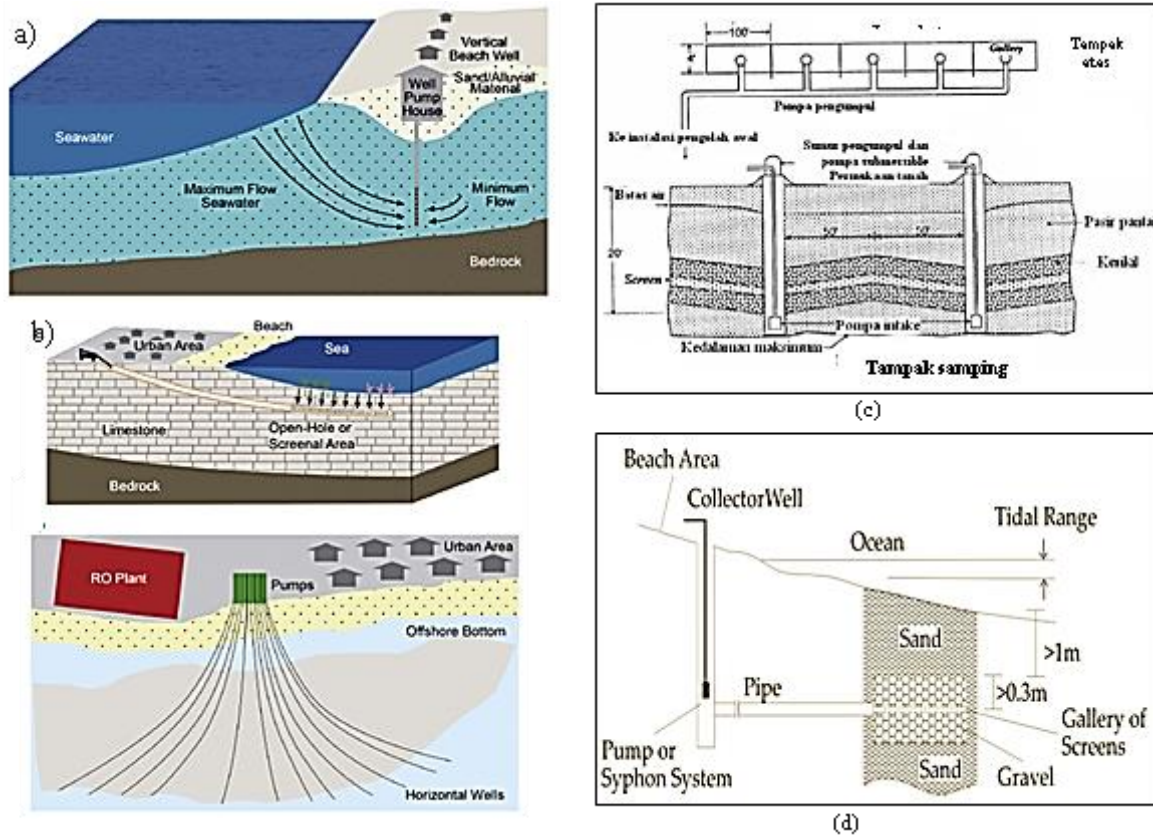 a)
Vertical
Beach Well
Sand/Alluvial
Material
Well
Pump
House
Seawater
Maximum Flow
Seawater
Minimum
Flow
Bedrock
b)
Beach
Urban Area
Sea
Limestone
Open-Hole or
Screenal Area
Bedrock
RO Plant
Pumps
Urban Area
Offshore Bottom
Horizontal Wells
100'
Gallery
Tampak
atas
Pompa pengumpul
Ke instalasi pengolah awal
Sumur pengumpul dan
pompa submersible
Permukaan tanah
Batas air
50'
50'
20'
Pasir pantai
Kerikil
Screen
Pompa intake
Kedalaman maksimum
Tampak samping
(c)
Beach Area
CollectorWell
Tidal Range
Ocean
Sand
>1m
>0.3m
Pipe
Gallery of
Screens
Pump or
Syphon System
Gravel
Sand
(d)